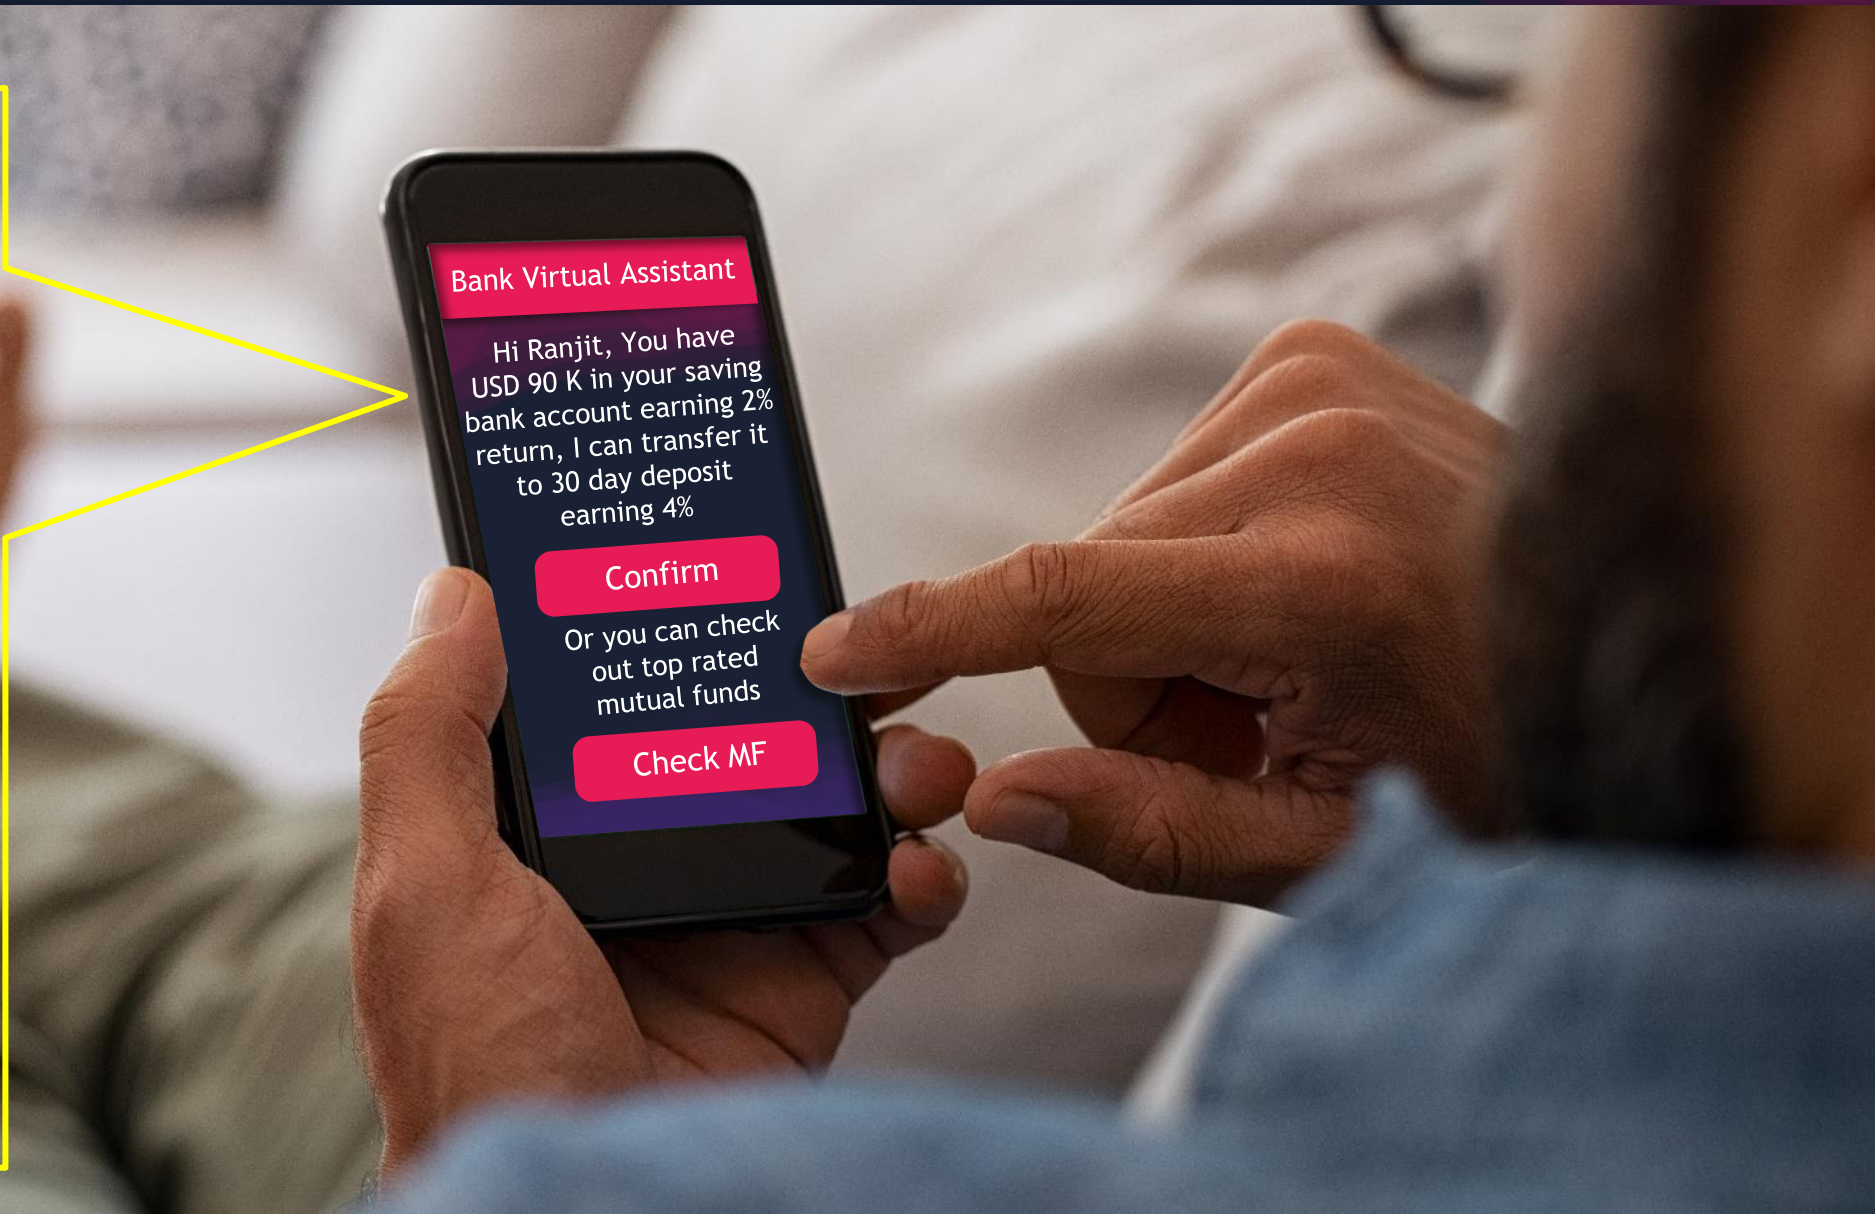 Bank Virtual Assistant
Hi Ranjit, You have
USD 90 K in your saving
bank account earning 2%
return, I can transfer it
to 30 day deposit
earning 4%
Confirm
Or you can check
out top rated
mutual funds
Check MF